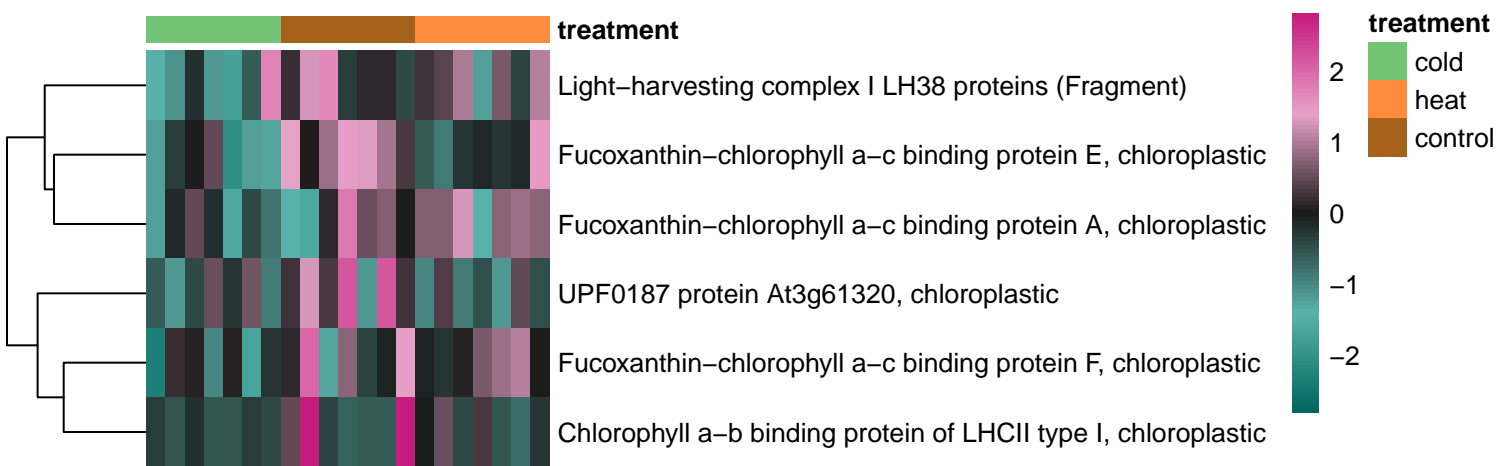 treatment
Light−harvesting complex I LH38 proteins (Fragment)
Fucoxanthin−chlorophyll a−c binding protein E, chloroplastic
Fucoxanthin−chlorophyll a−c binding protein A, chloroplastic
UPF0187 protein At3g61320, chloroplastic
Fucoxanthin−chlorophyll a−c binding protein F, chloroplastic
Chlorophyll a−b binding protein of LHCII type I, chloroplastic
2
1
0
−1
−2
treatment
cold
heat
control